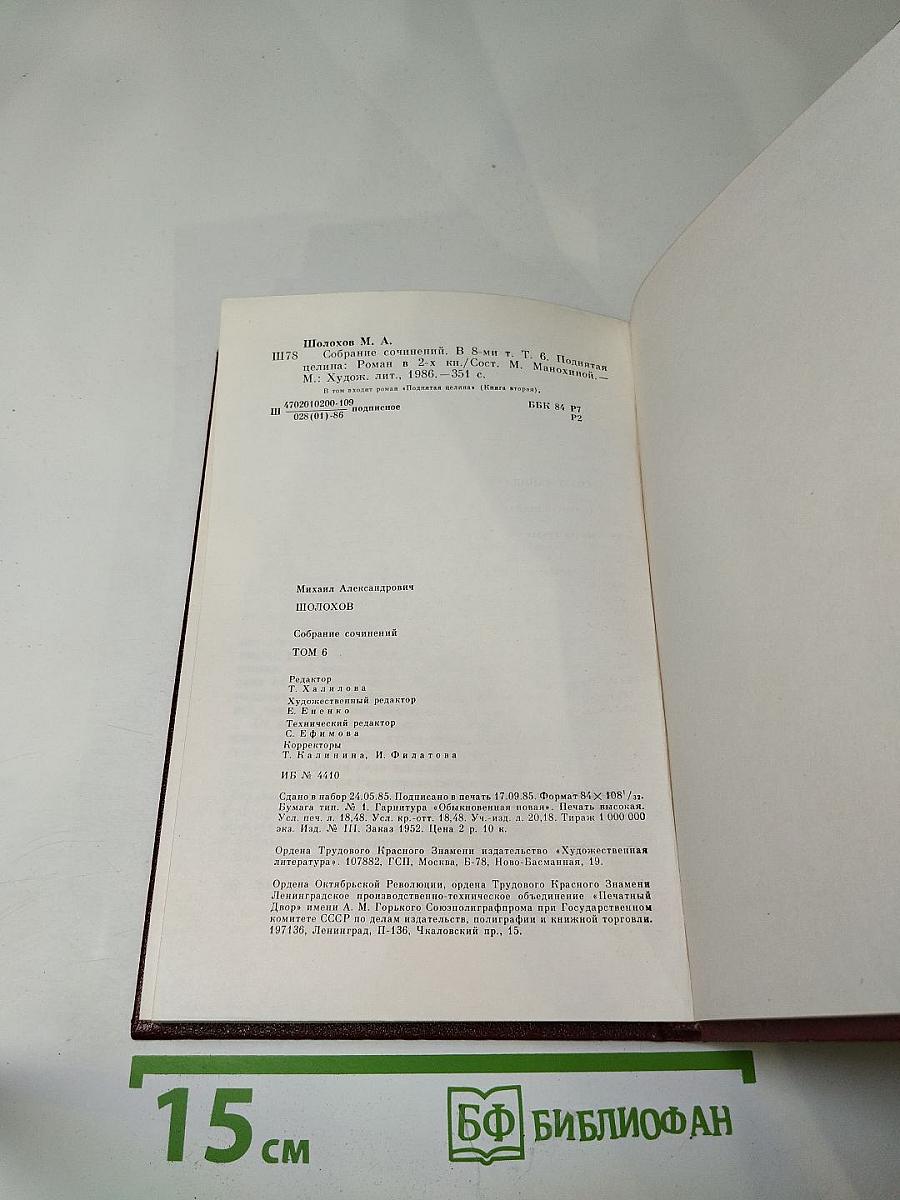 Шолохов М. А.
Ш78 Собрание сочинений. В 8-ми т. Т. 6. Поднятая
целина: Роман в 2-х кн./Сост. М. Манохиной.—
М.: Худож. лит., 1986.—351 с.
В том входит роман «Поднятая целина» (Книга вторая).
Ш 4702010200-109 подписное ББК 84 Р7
028(01)-86 Р2
Михаил Александрович
ШОЛОХОВ
Собрание сочинений
ТОМ 6
Редактор
Т. Халилова
Художественный редактор
Е. Ененко
Технический редактор
С. Ефимова
Корректоры
Т. Калинина, И. Филатова
ИБ № 4410
Сдано в набор 24.05.85. Подписано в печать 17.09.85. Формат 84×108¹/₃₂.
Бумага тип. № 1. Гарнитура «Обыкновенная новая». Печать высокая.
Усл. печ. л. 18,48. Усл. кр.-отт. 18,48. Уч.-изд. л. 20,18. Тираж 1 000 000
экз. Изд. № III. Заказ 1952. Цена 2 р. 10 к.
Ордена Трудового Красного Знамени издательство «Художественная
литература». 107882, ГСП, Москва, Б-78, Ново-Басманная, 19.
Ордена Октябрьской Революции, ордена Трудового Красного Знамени
Ленинградское производственно-техническое объединение «Печатный
Двор» имени А. М. Горького Союзполиграфпрома при Государственном
комитете СССР по делам издательств, полиграфии и книжной торговли.
197136, Ленинград, П-136, Чкаловский пр., 15.
15 см
БФ БИБЛИОФАН